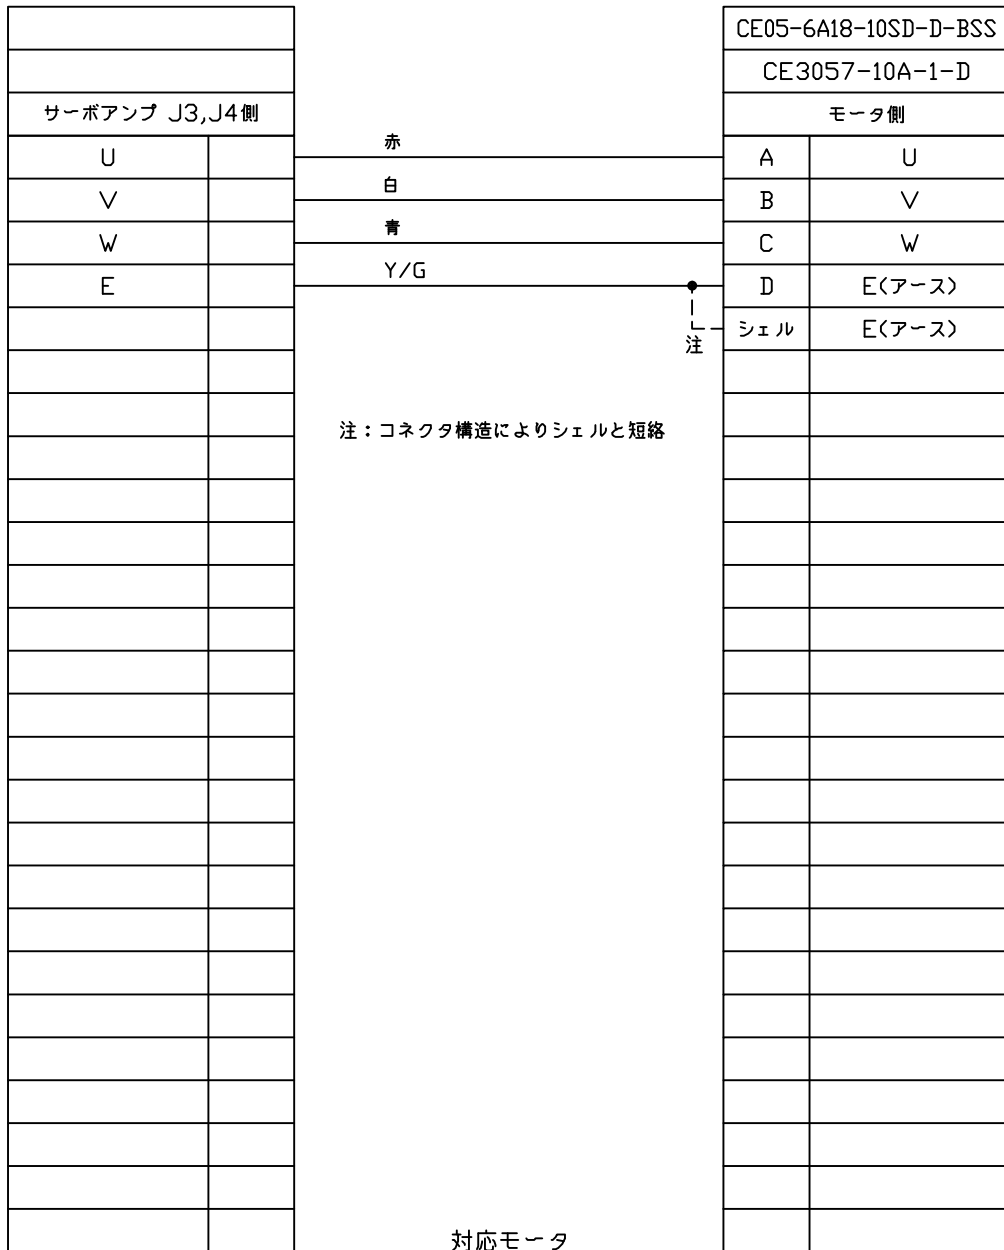 CE05-6A18-10SD-D-BSS
CE3057-10A-1-D
サーボアンプ J3,J4側
モータ側
U 赤 A U
V 白 B V
W 青 C W
E Y/G D E(アース)
シェル E(アース)
注
注：コネクタ構造によりシェルと短絡
対応モータ